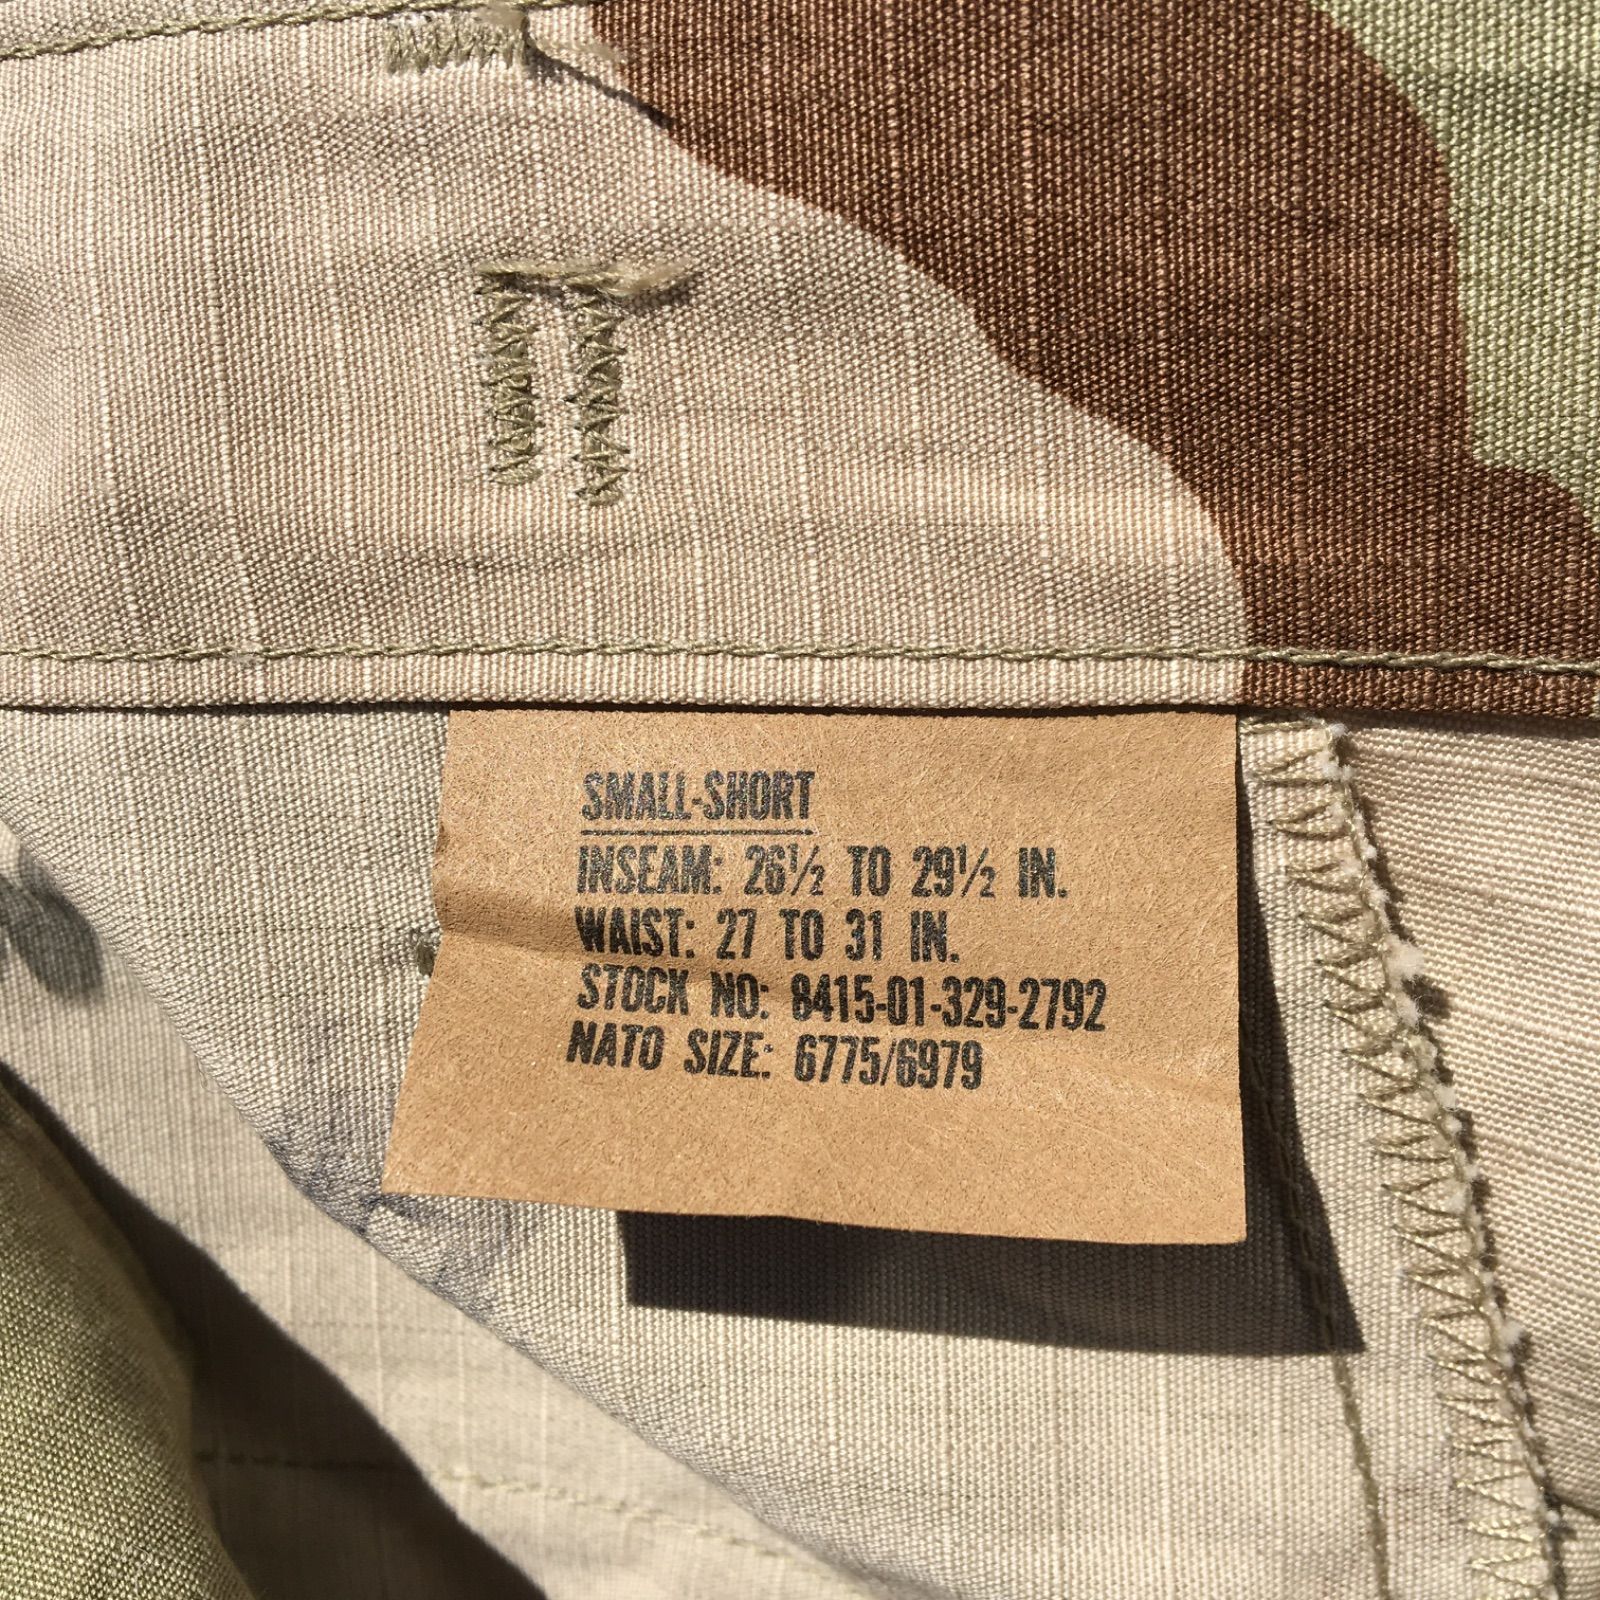 SMALL-SHORT
INSEAM: 26½ TO 29½ IN.
WAIST: 27 TO 31 IN.
STOCK NO: 8415-01-329-2792
NATO SIZE: 6775/6979